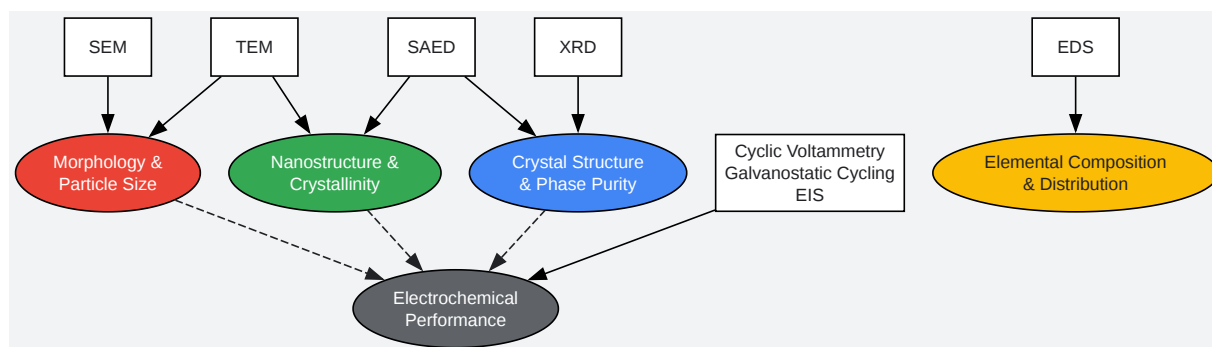 SEM
TEM
SAED
XRD
EDS
Morphology &
Particle Size
Nanostructure &
Crystallinity
Crystal Structure
& Phase Purity
Cyclic Voltammetry
Galvanostatic Cycling
EIS
Elemental Composition
& Distribution
Electrochemical
Performance